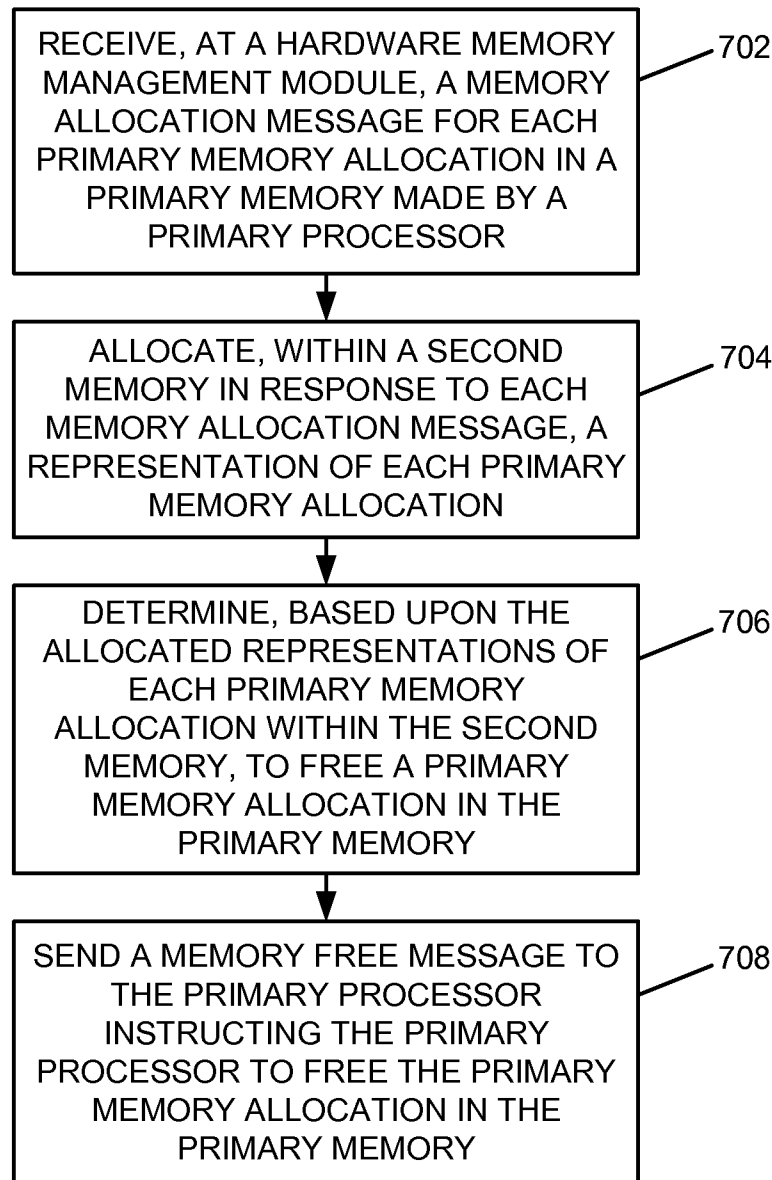 RECEIVE, AT A HARDWARE MEMORY
MANAGEMENT MODULE, A MEMORY
ALLOCATION MESSAGE FOR EACH
PRIMARY MEMORY ALLOCATION IN A
PRIMARY MEMORY MADE BY A
PRIMARY PROCESSOR
702
ALLOCATE, WITHIN A SECOND
MEMORY IN RESPONSE TO EACH
MEMORY ALLOCATION MESSAGE, A
REPRESENTATION OF EACH PRIMARY
MEMORY ALLOCATION
704
DETERMINE, BASED UPON THE
ALLOCATED REPRESENTATIONS OF
EACH PRIMARY MEMORY
ALLOCATION WITHIN THE SECOND
MEMORY, TO FREE A PRIMARY
MEMORY ALLOCATION IN THE
PRIMARY MEMORY
706
SEND A MEMORY FREE MESSAGE TO
THE PRIMARY PROCESSOR
INSTRUCTING THE PRIMARY
PROCESSOR TO FREE THE PRIMARY
MEMORY ALLOCATION IN THE
PRIMARY MEMORY
708